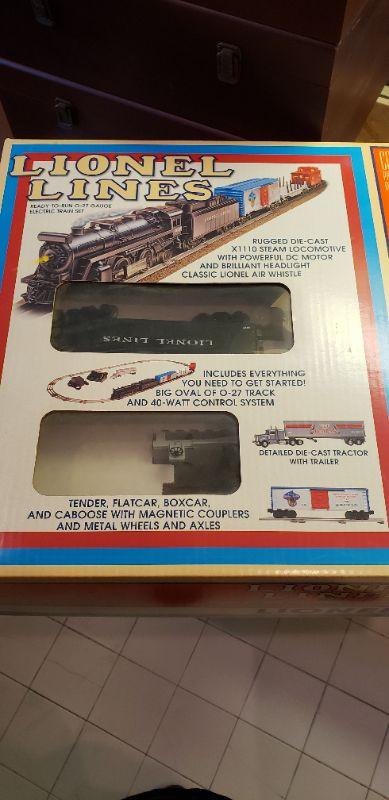 LIONEL
LINES
READY-TO-RUN O-27 GAUGE
ELECTRIC TRAIN SET
RUGGED DIE-CAST
X1110 STEAM LOCOMOTIVE
WITH POWERFUL DC MOTOR
AND BRILLIANT HEADLIGHT
CLASSIC LIONEL AIR WHISTLE
LIONEL LINES
INCLUDES EVERYTHING
YOU NEED TO GET STARTED!
BIG OVAL OF O-27 TRACK
AND 40-WATT CONTROL SYSTEM
DETAILED DIE-CAST TRACTOR
WITH TRAILER
TENDER, FLATCAR, BOXCAR,
AND CABOOSE WITH MAGNETIC COUPLERS
AND METAL WHEELS AND AXLES
LIONEL
LINES
LIONEL